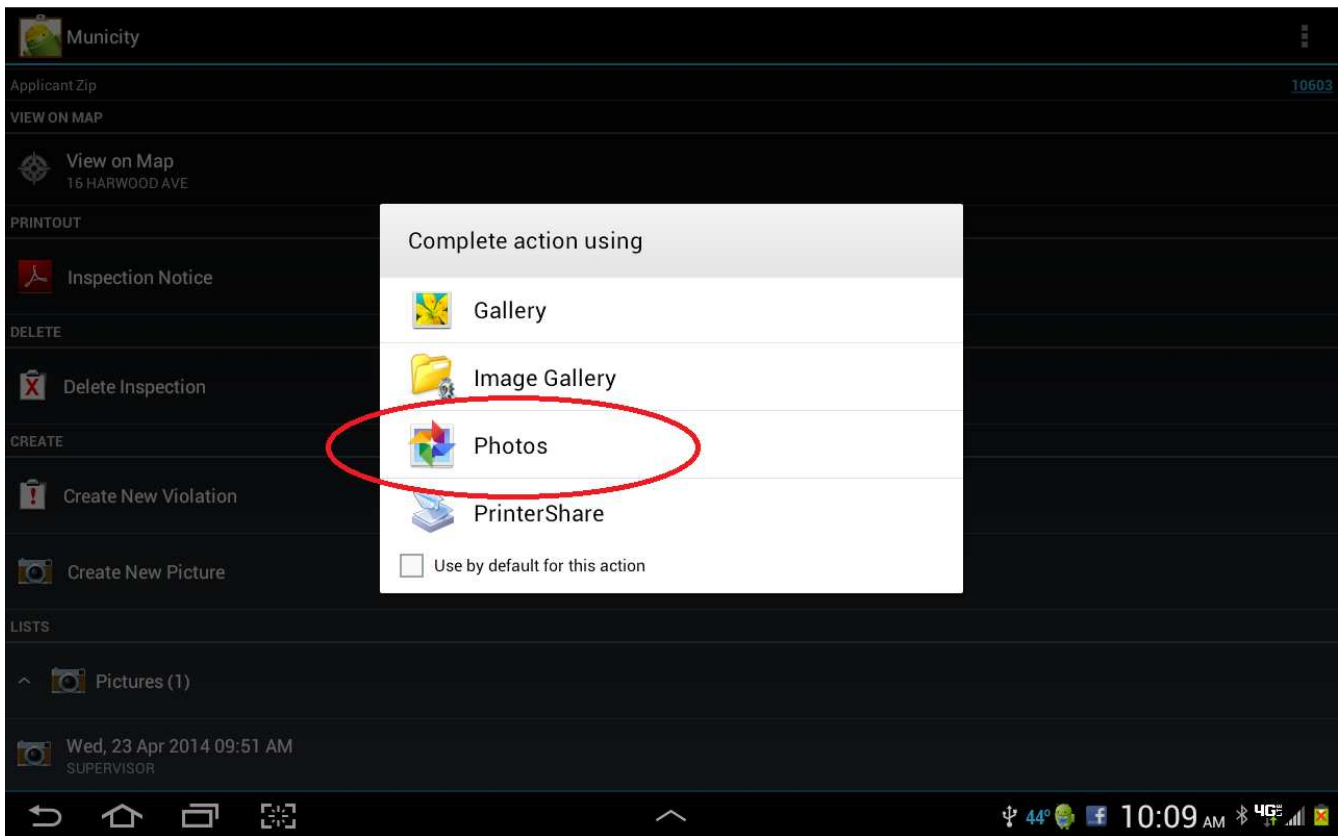 Municity
Applicant Zip 10603
VIEW ON MAP
View on Map
16 HARWOOD AVE
PRINTOUT
Inspection Notice
DELETE
Delete Inspection
CREATE
Create New Violation
Create New Picture
LISTS
Pictures (1)
Wed, 23 Apr 2014 09:51 AM
SUPERVISOR
Complete action using
Gallery
Image Gallery
Photos
PrinterShare
Use by default for this action
44° 10:09 AM 4G LTE